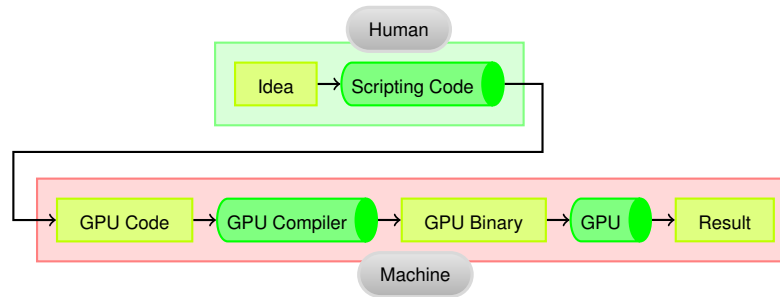 Human
Idea
Scripting Code
GPU Code
GPU Compiler
GPU Binary
GPU
Result
Machine